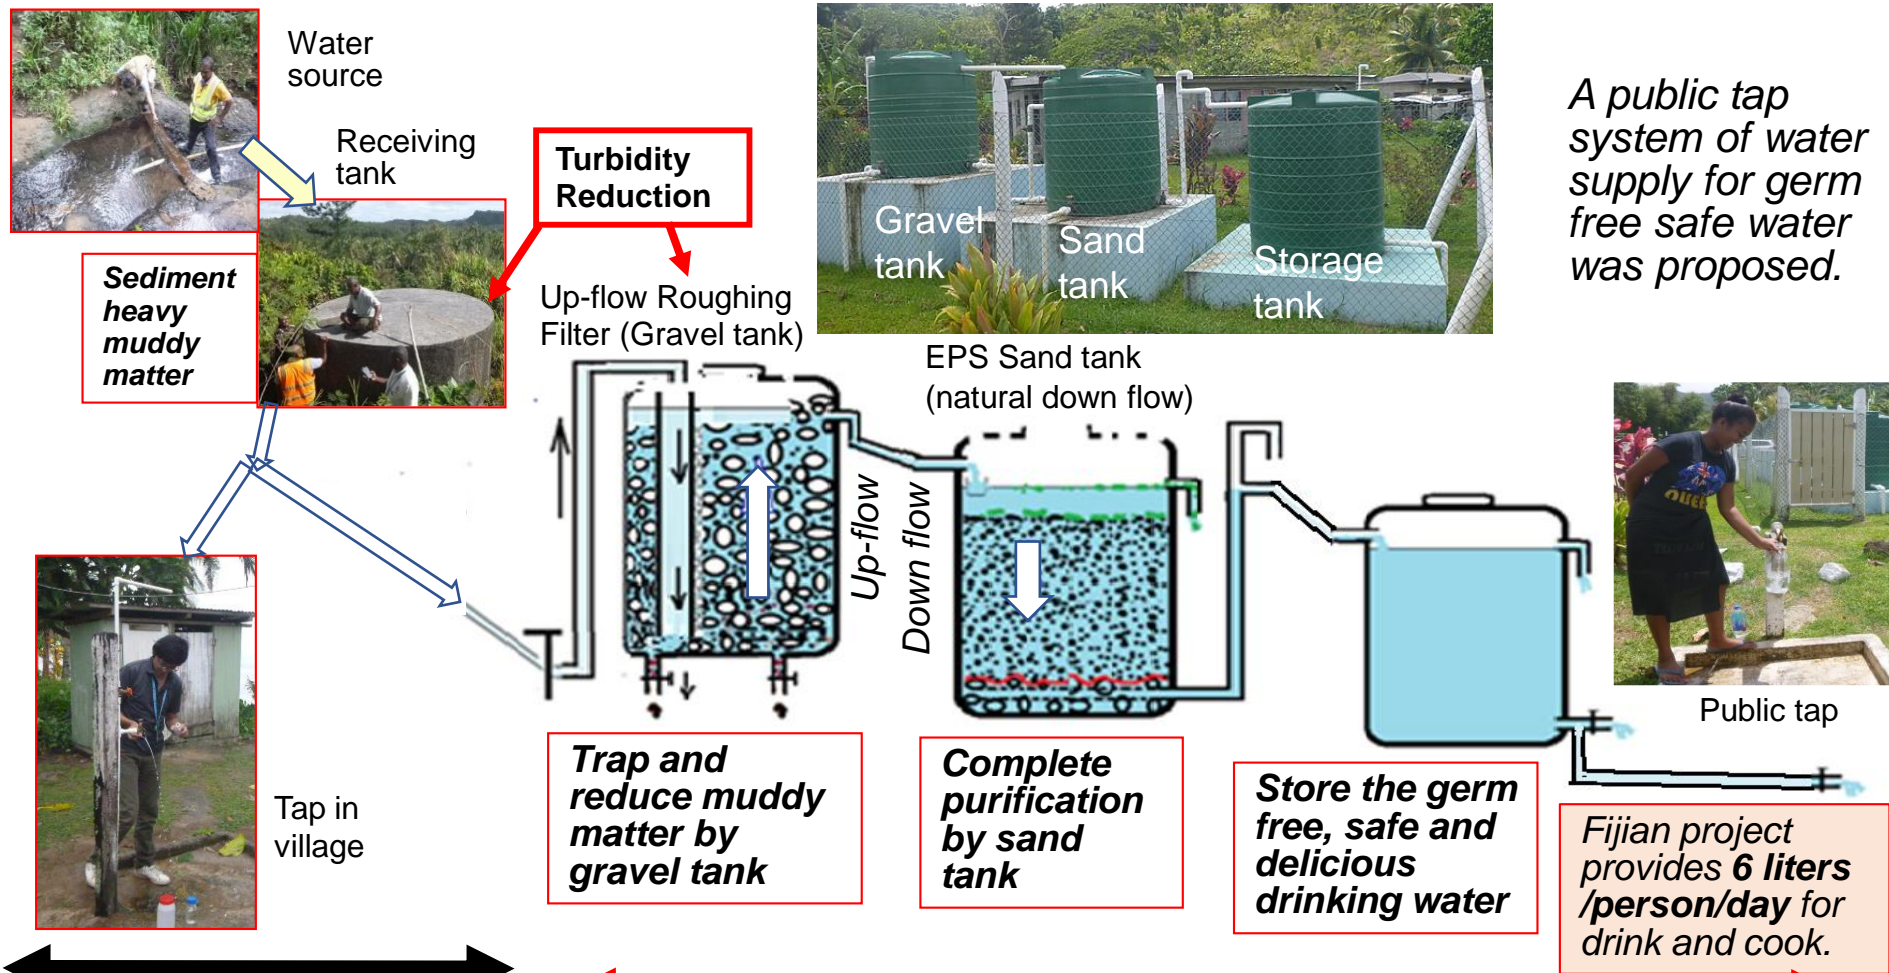 Water
source
Receiving
tank
Sediment
heavy
muddy
matter
Turbidity
Reduction
Up-flow Roughing
Filter (Gravel tank)
Gravel
tank
Sand
tank
Storage
tank
A public tap
system of water
supply for germ
free safe water
was proposed.
EPS Sand tank
(natural down flow)
Up-flow
Down flow
Tap in
village
Public tap
Trap and
reduce muddy
matter by
gravel tank
Complete
purification
by sand
tank
Store the germ
free, safe and
delicious
drinking water
Fijian project
provides 6 liters
/person/day for
drink and cook.